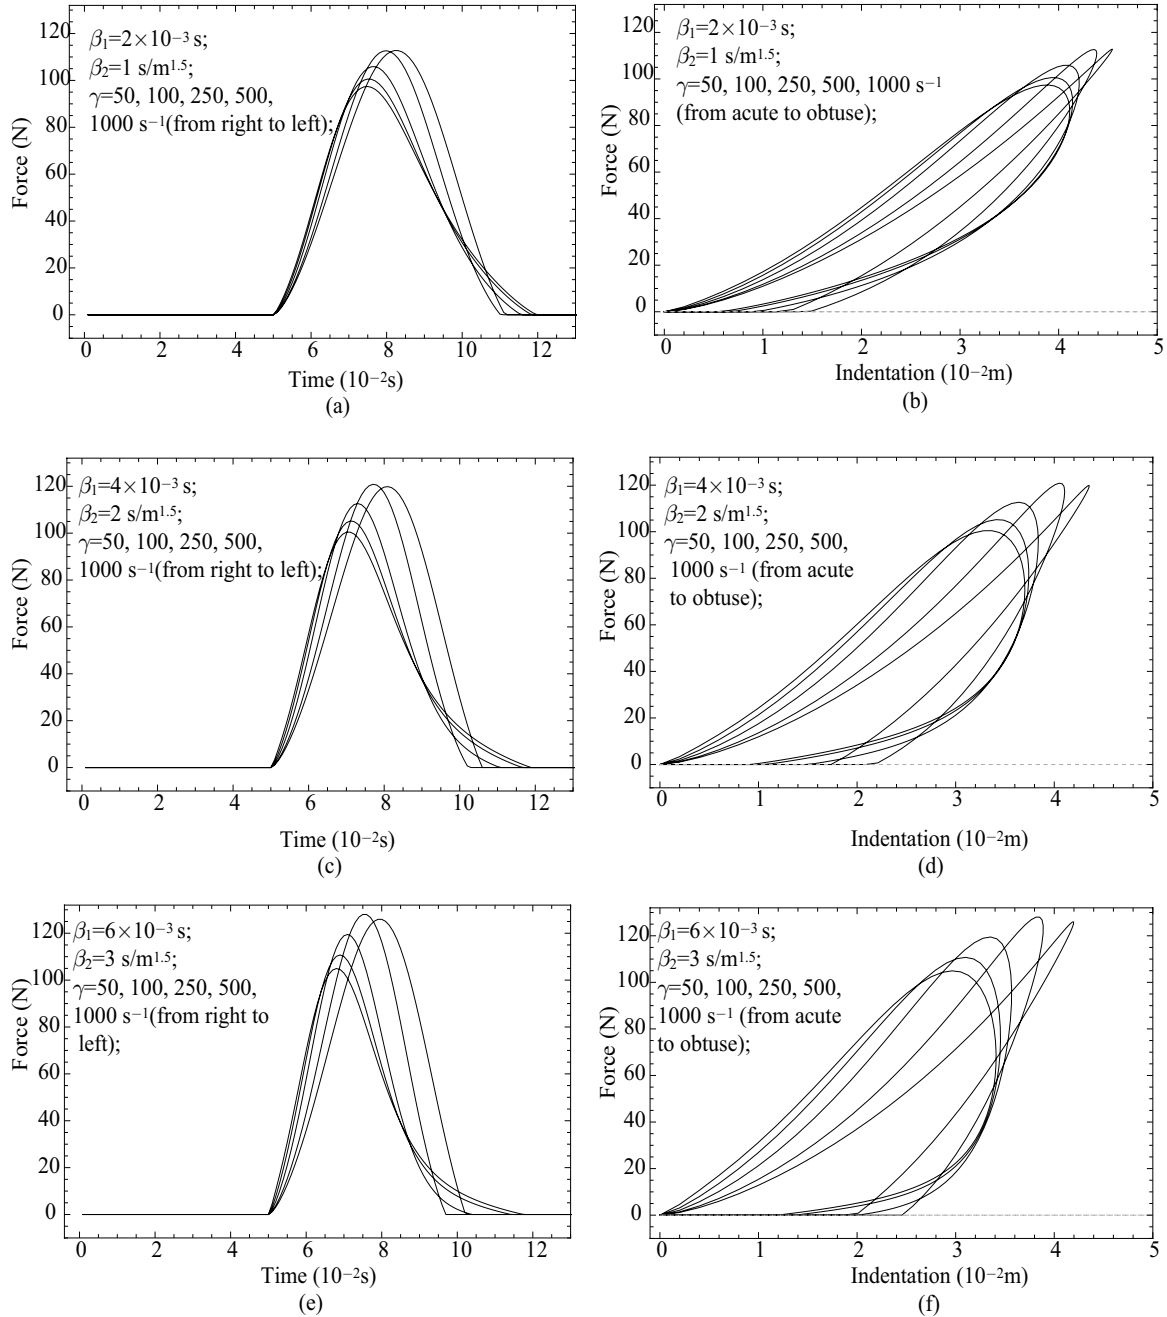 β₁=2×10⁻³ s;
β₂=1 s/m¹·⁵;
γ=50, 100, 250, 500,
1000 s⁻¹(from right to left);
120
100
80
60
40
20
0
Force (N)
0 2 4 6 8 10 12
Time (10⁻²s)
(a)
β₁=2×10⁻³ s;
β₂=1 s/m¹·⁵;
γ=50, 100, 250, 500, 1000 s⁻¹
(from acute to obtuse);
120
100
80
60
40
20
0
Force (N)
0 1 2 3 4 5
Indentation (10⁻²m)
(b)
β₁=4×10⁻³ s;
β₂=2 s/m¹·⁵;
γ=50, 100, 250, 500,
1000 s⁻¹(from right to left);
120
100
80
60
40
20
0
Force (N)
0 2 4 6 8 10 12
Time (10⁻²s)
(c)
β₁=4×10⁻³ s;
β₂=2 s/m¹·⁵;
γ=50, 100, 250, 500,
1000 s⁻¹ (from acute
to obtuse);
120
100
80
60
40
20
0
Force (N)
0 1 2 3 4 5
Indentation (10⁻²m)
(d)
β₁=6×10⁻³ s;
β₂=3 s/m¹·⁵;
γ=50, 100, 250, 500,
1000 s⁻¹(from right to
left);
120
100
80
60
40
20
0
Force (N)
0 2 4 6 8 10 12
Time (10⁻²s)
(e)
β₁=6×10⁻³ s;
β₂=3 s/m¹·⁵;
γ=50, 100, 250, 500,
1000 s⁻¹ (from acute
to obtuse);
120
100
80
60
40
20
0
Force (N)
0 1 2 3 4 5
Indentation (10⁻²m)
(f)